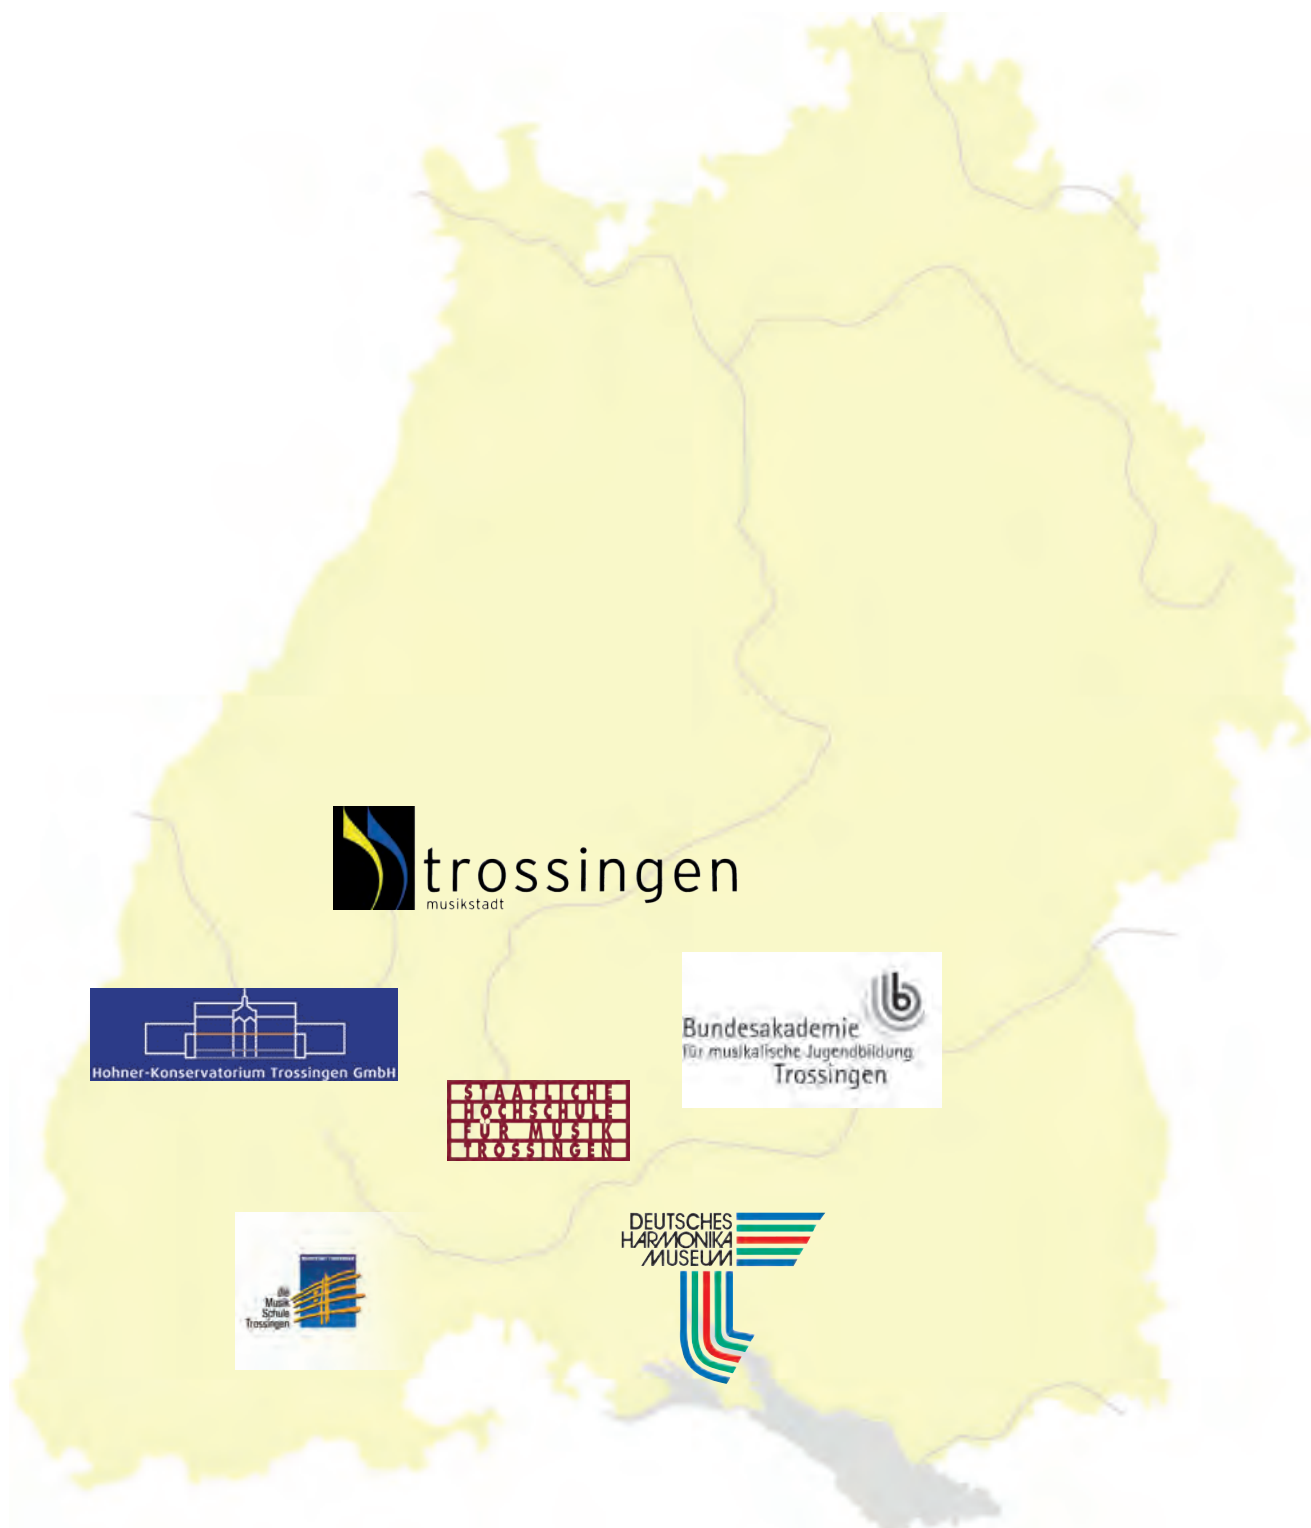 trossingen
musikstadt
Hohner-Konservatorium Trossingen GmbH
Bundesakademie
für musikalische Jugendbildung
Trossingen
STAATLICHE
HOCHSCHULE
FÜR MUSIK
TROSSINGEN
DEUTSCHES
HARMONIKA
MUSEUM
die
Musik
Schule
Trossingen